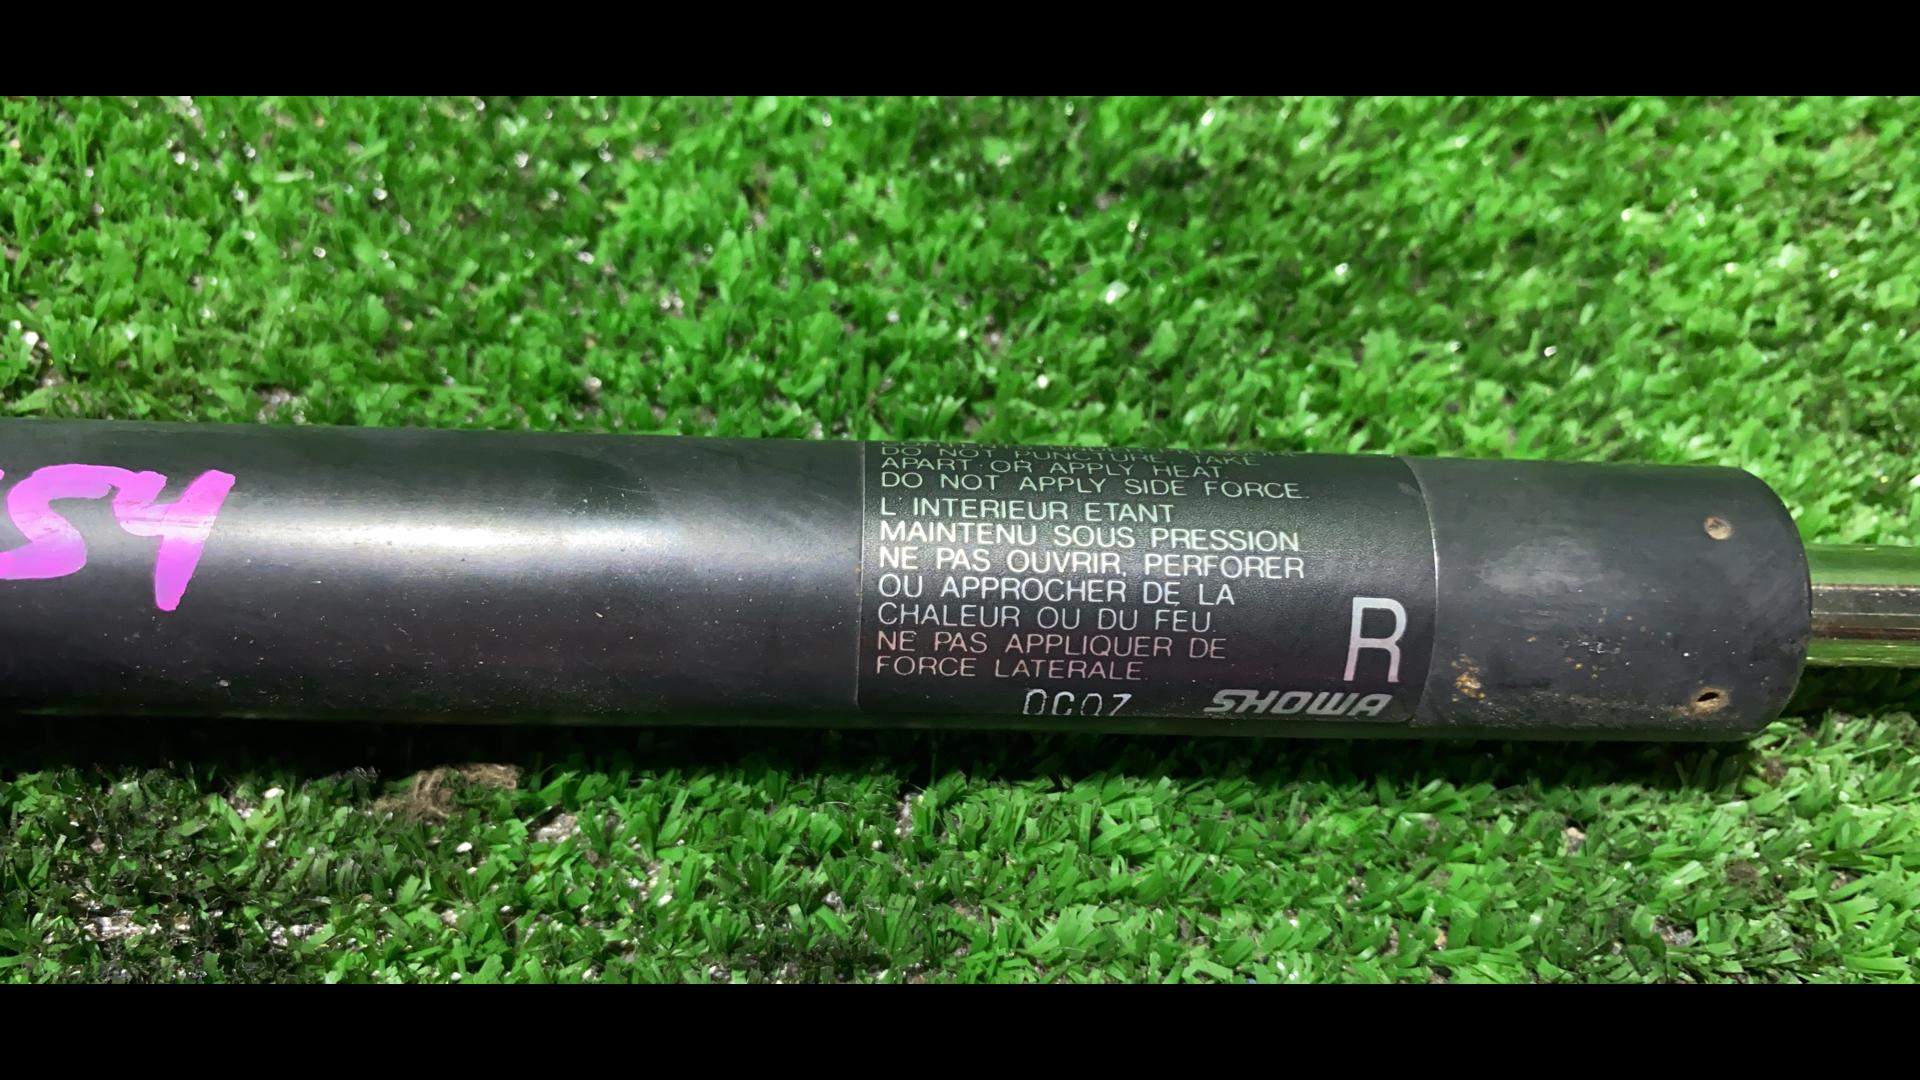 S4
DO NOT PUNCTURE, TAKE
APART OR APPLY HEAT.
DO NOT APPLY SIDE FORCE.
L'INTERIEUR ETANT
MAINTENU SOUS PRESSION
NE PAS OUVRIR, PERFORER
OU APPROCHER DE LA
CHALEUR OU DU FEU.
NE PAS APPLIQUER DE
FORCE LATERALE.
R
SHOWA